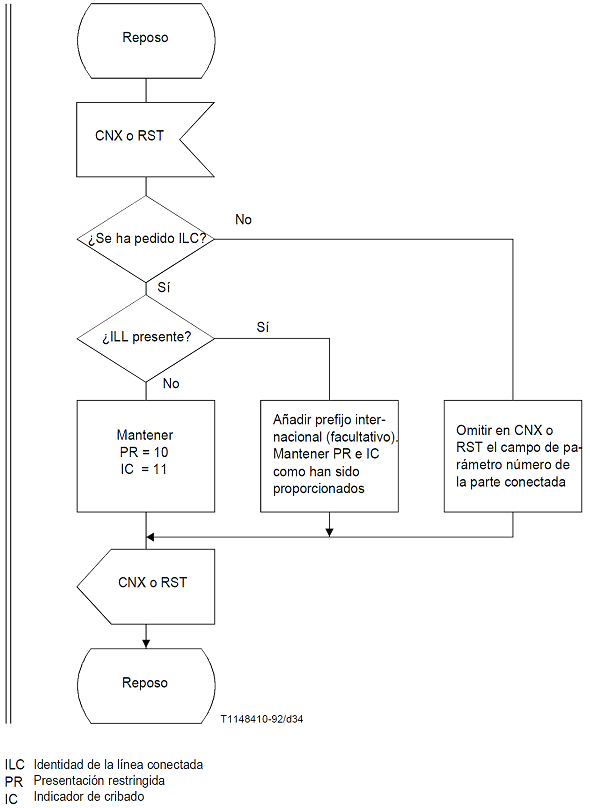 Reposo
CNX o RST
¿Se ha pedido ILC?
No
Sí
¿ILL presente?
Sí
No
Mantener
PR = 10
IC = 11
Añadir prefijo inter-
nacional (facultativo).
Mantener PR e IC
como han sido
proporcionados
Omitir en CNX o
RST el campo de pa-
rámetro número de
la parte conectada
CNX o RST
Reposo
T1148410-92/d34
ILC Identidad de la línea conectada
PR Presentación restringida
IC Indicador de cribado